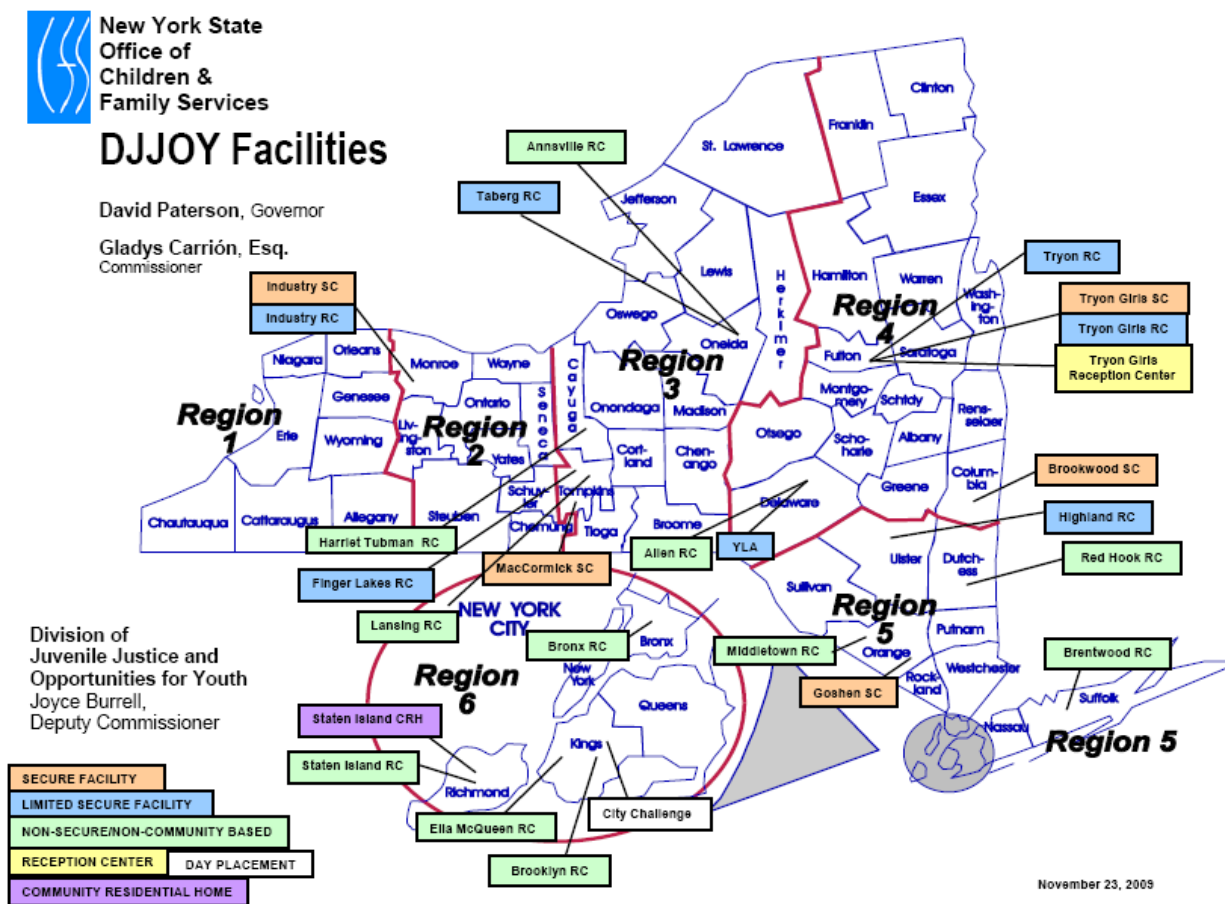 New York State
Office of
Children &
Family Services
DJJOY Facilities
David Paterson, Governor
Gladys Carrión, Esq.
Commissioner
Annsville RC
Taberg RC
Industry SC
Industry RC
Tryon RC
Tryon Girls SC
Tryon Girls RC
Tryon Girls
Reception Center
Brookwood SC
Highland RC
Red Hook RC
Brentwood RC
Harriet Tubman RC
Finger Lakes RC
Lansing RC
MacCormick SC
Allen RC
YLA
Middletown RC
Goshen SC
Bronx RC
Staten Island CRH
Staten Island RC
Ella McQueen RC
Brooklyn RC
City Challenge
Region
1
Niagara
Orleans
Genesee
Erie
Wyoming
Chautauqua
Cattaraugus
Allegany
Region
2
Monroe
Wayne
Ontario
Liv-
ing-
ston
Yates
Seneca
Steuben
Schuy-
ler
Chemung
Region
3
St. Lawrence
Jefferson
Lewis
Herkimer
Oswego
Oneida
Cayuga
Onondaga
Madison
Cort-
land
Chen-
ango
Tompkins
Tioga
Broome
Region
4
Clinton
Franklin
Essex
Hamilton
Warren
Wash-
ington
Fulton
Saratoga
Montgo-
mery
Schtdy
Rens-
selaer
Otsego
Scho-
harie
Albany
Delaware
Greene
Colum-
bia
Region
5
Sullivan
Ulster
Dutch-
ess
Orange
Putnam
Rock-
land
Westchester
Nassau
Suffolk
Region 5
NEW YORK
CITY
Region
6
Bronx
New
York
Queens
Kings
Richmond
Division of
Juvenile Justice and
Opportunities for Youth
Joyce Burrell,
Deputy Commissioner
SECURE FACILITY
LIMITED SECURE FACILITY
NON-SECURE/NON-COMMUNITY BASED
RECEPTION CENTER
DAY PLACEMENT
COMMUNITY RESIDENTIAL HOME
November 23, 2009